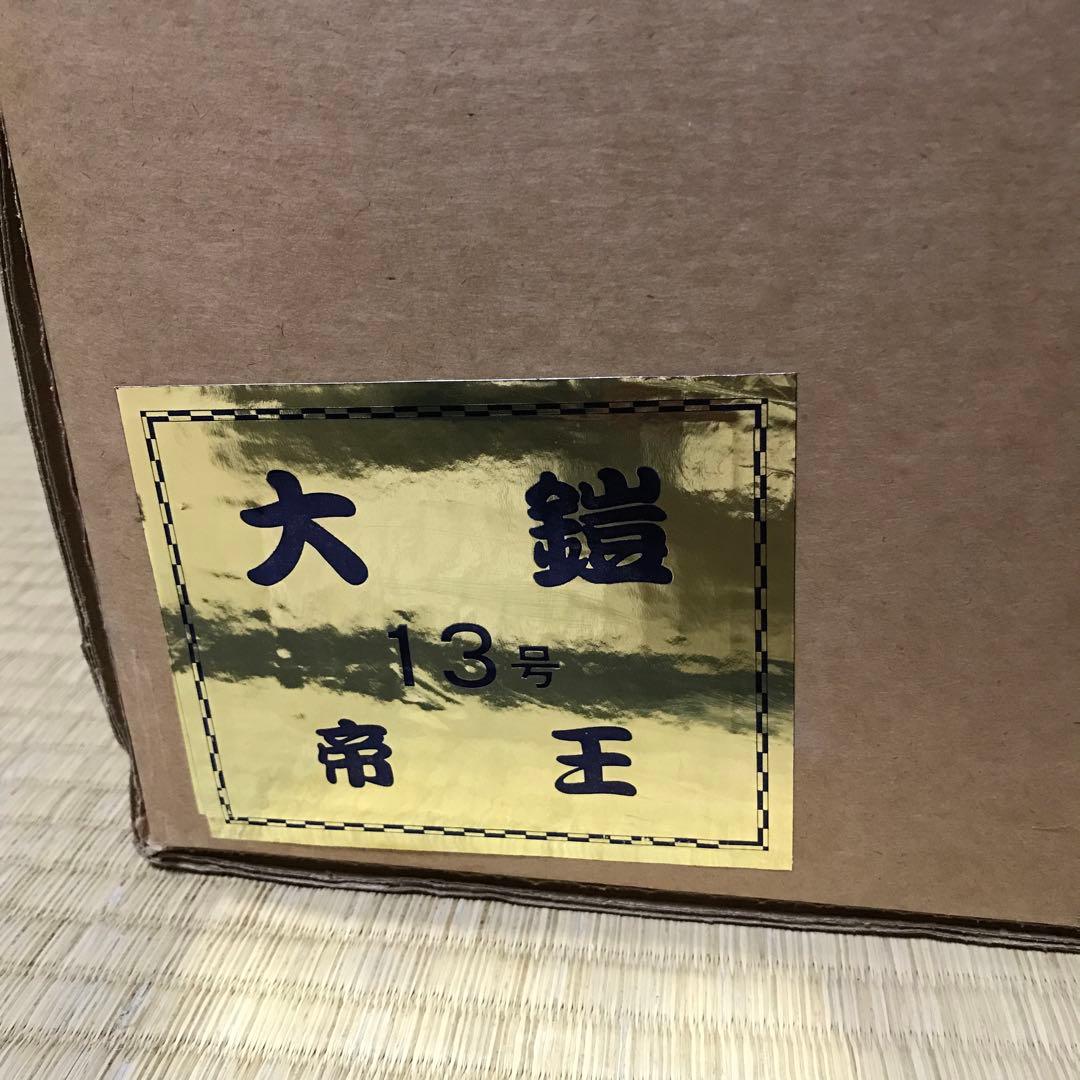 大 鎧
13号
帝 王